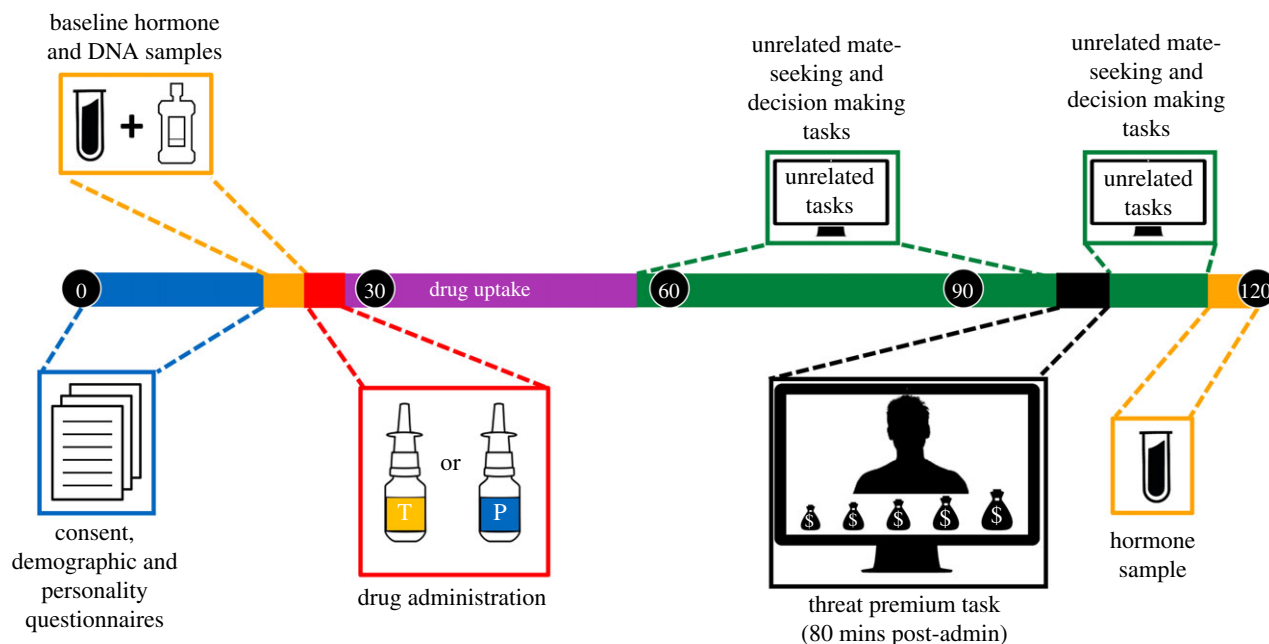 baseline hormone
and DNA samples
unrelated mate-
seeking and
decision making
tasks
unrelated mate-
seeking and
decision making
tasks
unrelated
tasks
unrelated
tasks
0
30
drug uptake
60
90
120
T
or
P
$
$
$
$
$
consent,
demographic and
personality
questionnaires
drug administration
threat premium task
(80 mins post-admin)
hormone
sample